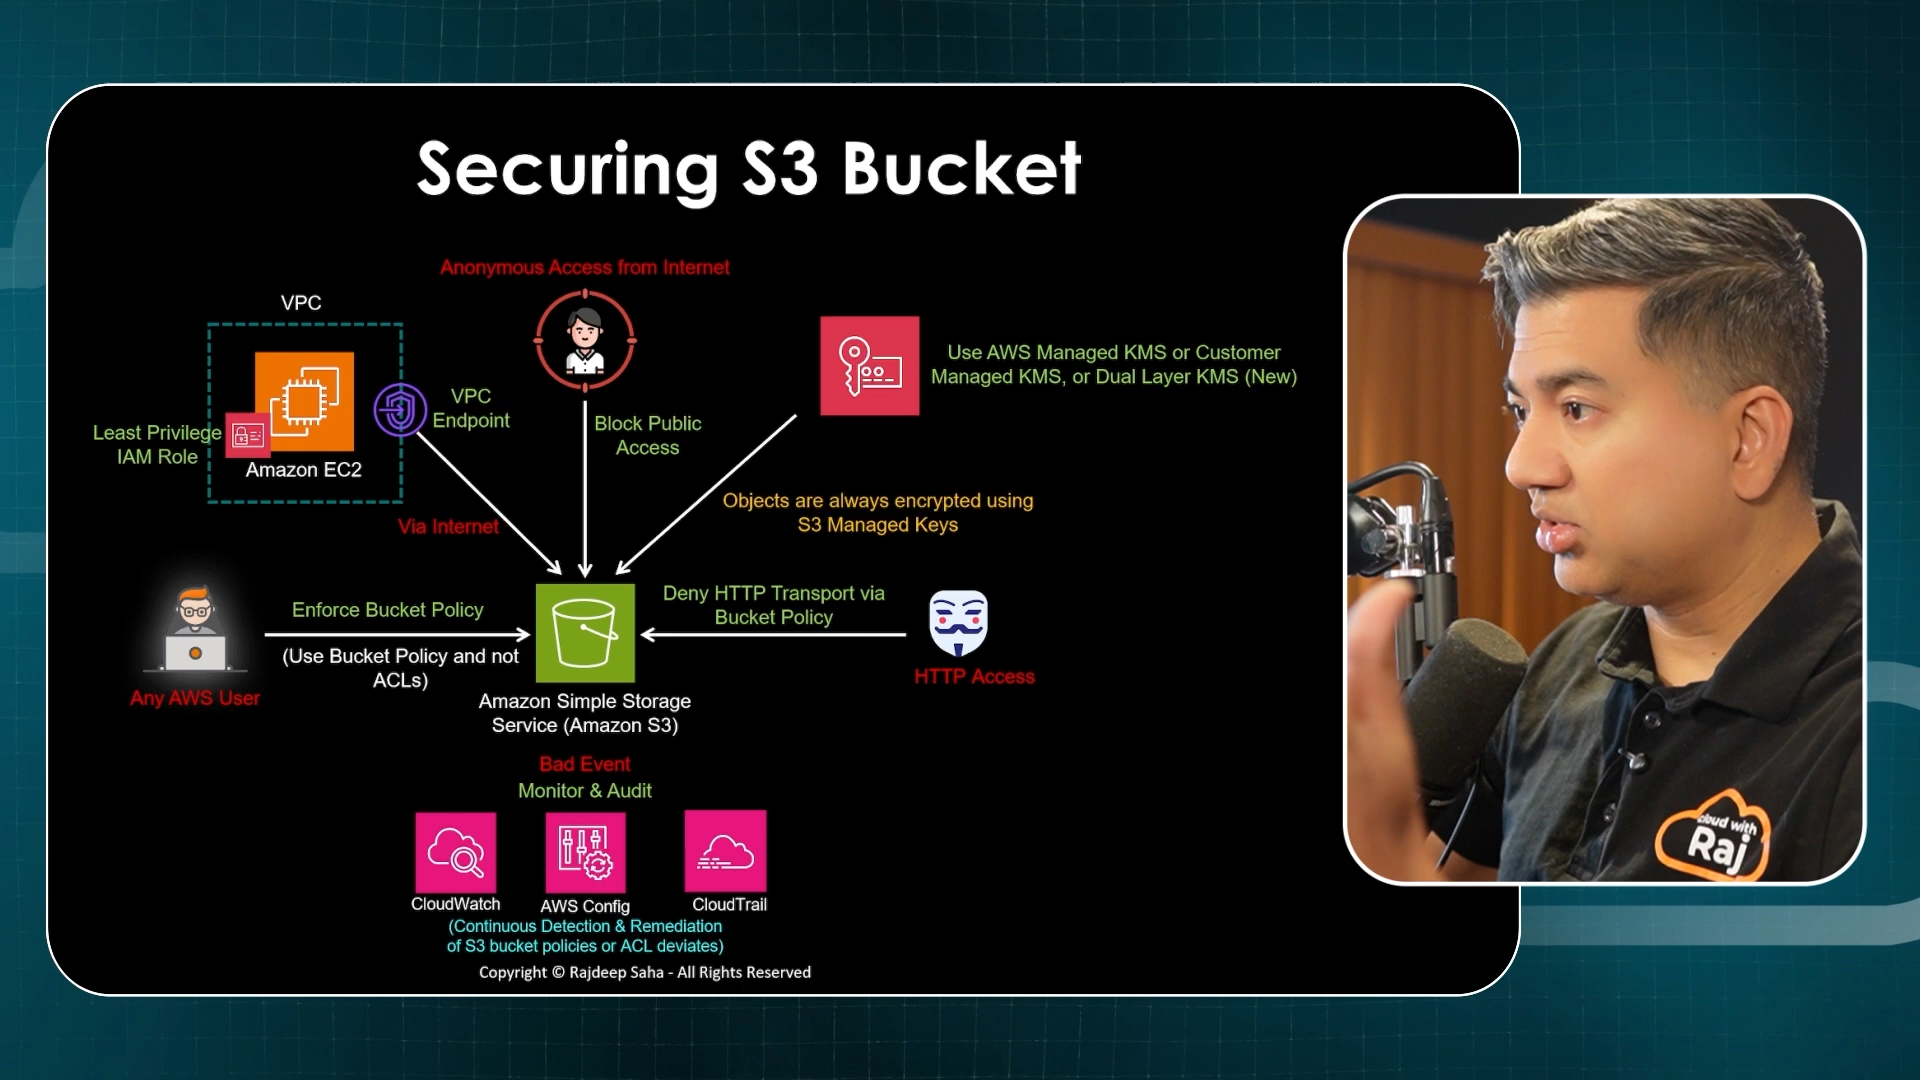 Securing S3 Bucket
Anonymous Access from Internet
VPC
VPC
Endpoint
Least Privilege
IAM Role
Amazon EC2
Block Public
Access
Use AWS Managed KMS or Customer
Managed KMS, or Dual Layer KMS (New)
Objects are always encrypted using
S3 Managed Keys
Via Internet
Enforce Bucket Policy
(Use Bucket Policy and not
ACLs)
Any AWS User
Deny HTTP Transport via
Bucket Policy
HTTP Access
Amazon Simple Storage
Service (Amazon S3)
Bad Event
Monitor & Audit
CloudWatch
AWS Config
CloudTrail
(Continuous Detection & Remediation
of S3 bucket policies or ACL deviates)
Copyright © Rajdeep Saha - All Rights Reserved
cloud with
Raj